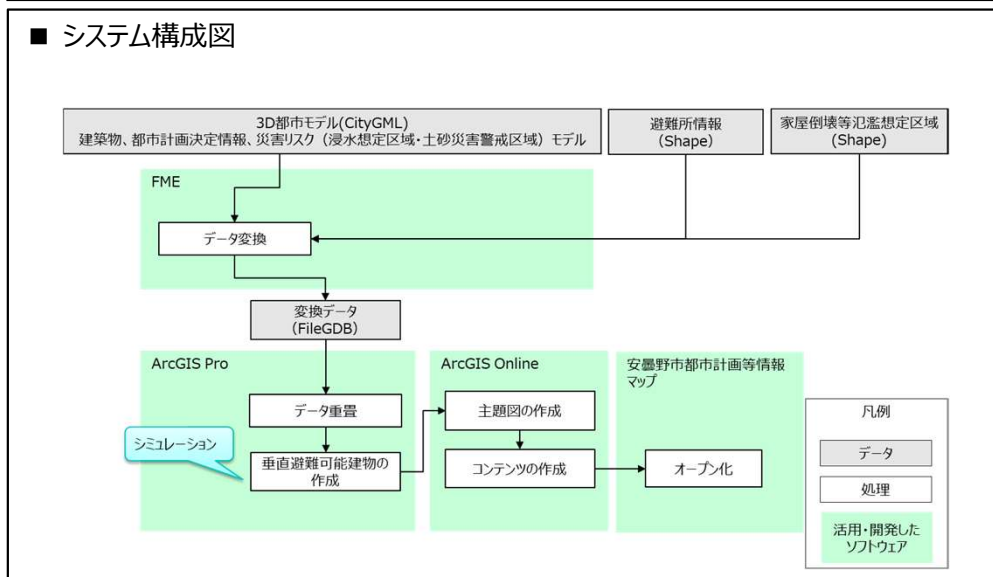 ■ システム構成図
3D都市モデル(CityGML)
建築物、都市計画決定情報、災害リスク（浸水想定区域・土砂災害警戒区域）モデル
避難所情報
(Shape)
家屋倒壊等氾濫想定区域
(Shape)
FME
データ変換
変換データ
(FileGDB)
ArcGIS Pro
データ重畳
シミュレーション
垂直避難可能建物の
作成
ArcGIS Online
主題図の作成
コンテンツの作成
安曇野市都市計画等情報
マップ
オープン化
凡例
データ
処理
活用・開発した
ソフトウェア